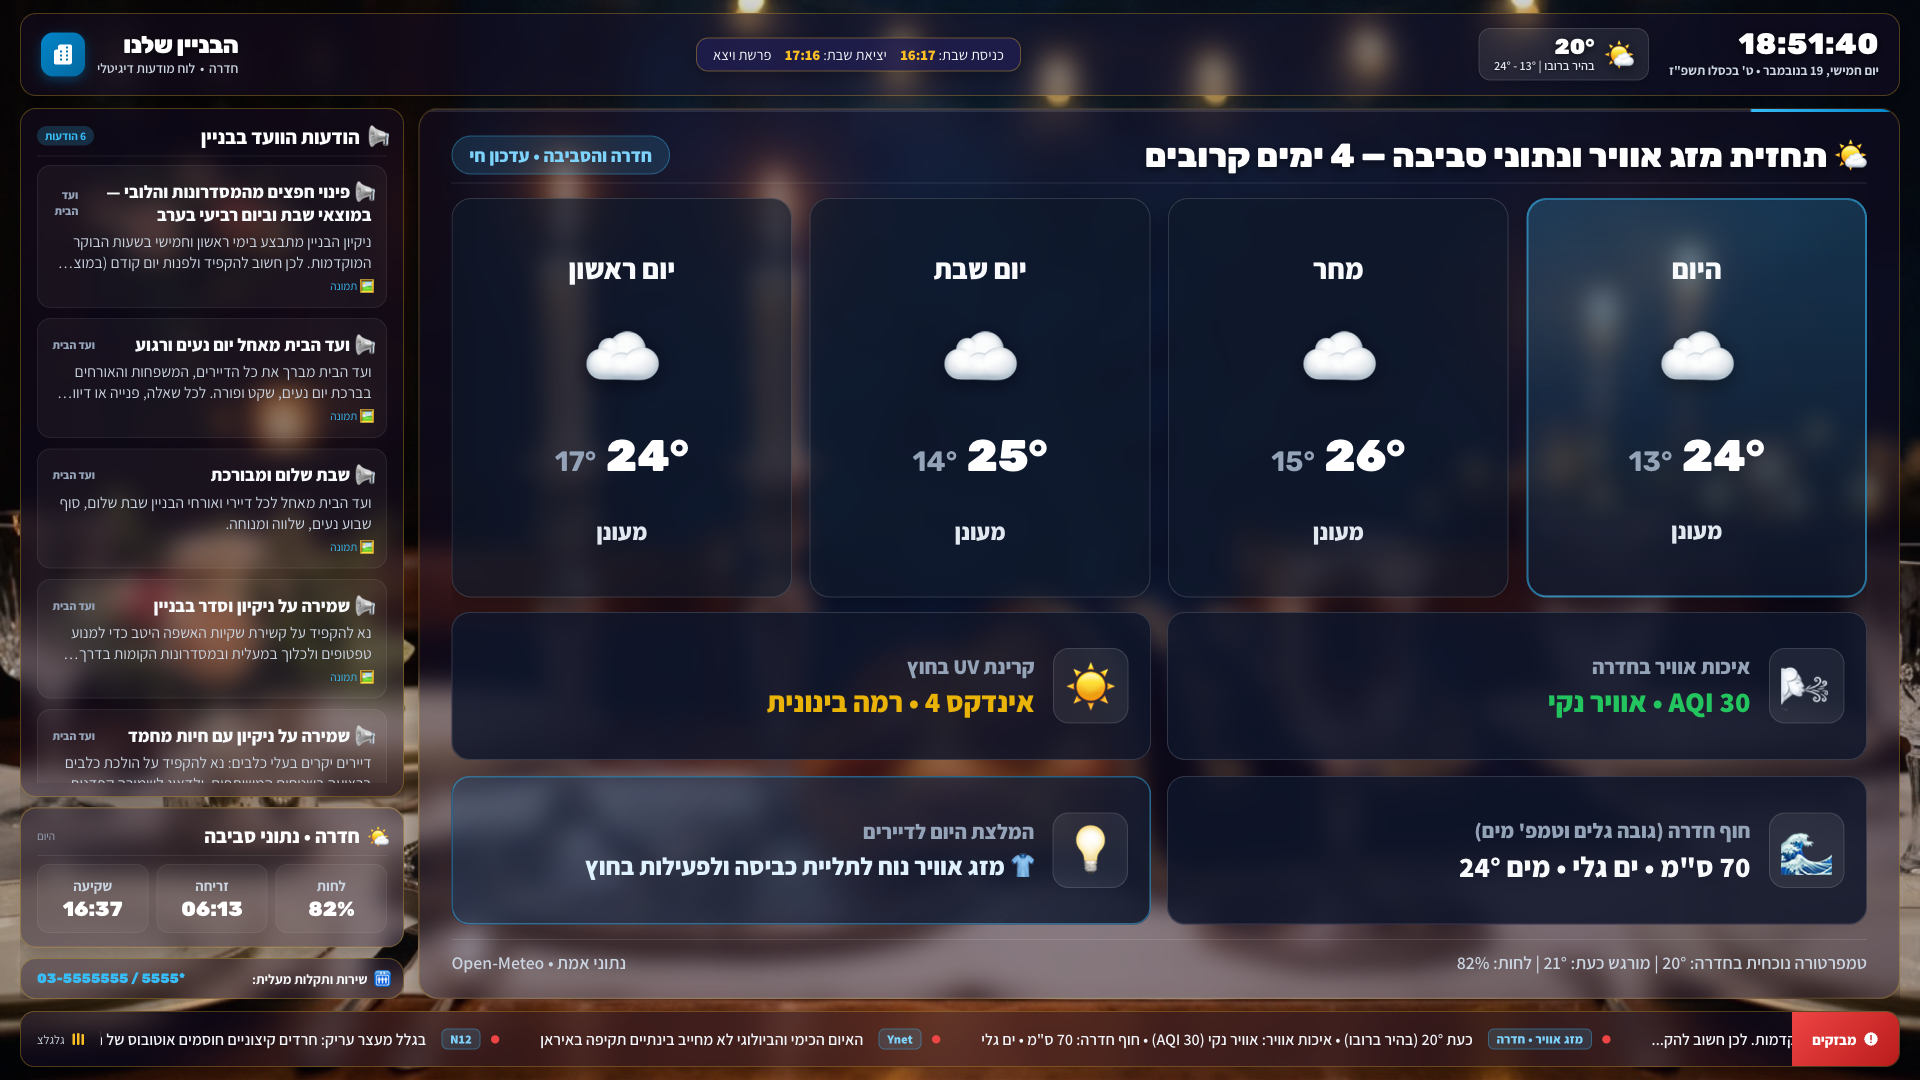 18:51:40
יום חמישי, 19 בנובמבר • ט' בכסלו תשפ"ז
20°
בהיר ברובו | 13° - 24°
כניסת שבת: 16:17 יציאת שבת: 17:16 פרשת ויצא
הבניין שלנו
חדרה • לוח מודעות דיגיטלי
תחזית מזג אוויר ונתוני סביבה — 4 ימים קרובים
חדרה והסביבה • עדכון חי
היום
24° 13°
מעונן
מחר
26° 15°
מעונן
יום שבת
25° 14°
מעונן
יום ראשון
24° 17°
מעונן
איכות אוויר בחדרה
AQI 30 • אוויר נקי
קרינת UV בחוץ
אינדקס 4 • רמה בינונית
חוף חדרה (גובה גלים וטמפ' מים)
70 ס"מ • ים גלי • מים 24°
המלצת היום לדיירים
מזג אוויר נוח לתליית כביסה ולפעילות בחוץ
טמפרטורה נוכחית בחדרה: 20° | מורגש כעת: 21° | לחות: 82%
נתוני אמת • Open-Meteo
הודעות הוועד בבניין
6 הודעות
פינוי חפצים מהמסדרונות והלובי —
במוצאי שבת וביום רביעי בערב
ועד
הבית
ניקיון הבניין מתבצע בימי ראשון וחמישי בשעות הבוקר
המוקדמות. לכן חשוב להקפיד ולפנות יום קודם (במוצ...
תמונה
ועד הבית מאחל יום נעים ורגוע
ועד הבית
ועד הבית מברך את כל הדיירים, המשפחות והאורחים
בברכת יום נעים, שקט ופורה. לכל שאלה, פנייה או דיוו...
תמונה
שבת שלום ומבורכת
ועד הבית
ועד הבית מאחל לכל דיירי ואורחי הבניין שבת שלום, סוף
שבוע נעים, שלווה ומנוחה.
תמונה
שמירה על ניקיון וסדר בבניין
ועד הבית
נא להקפיד על קשירת שקיות האשפה היטב כדי למנוע
טפטופים ולכלוך במעלית ובמסדרונות הקומות בדרך...
תמונה
שמירה על ניקיון עם חיות מחמד
ועד הבית
דיירים יקרים בעלי כלבים: נא להקפיד על הולכת כלבים
חדרה • נתוני סביבה
היום
לחות
82%
זריחה
06:13
שקיעה
16:37
שירות ותקלות מעלית:
03-5555555 / 5555*
מבזקים
קדמות. לכן חשוב להק... מזג אוויר • חדרה כעת 20° (בהיר ברובו) • איכות אוויר: אוויר נקי (AQI 30) • חוף חדרה: 70 ס"מ • ים גלי Ynet האיום הכימי והביולוגי לא מחייב בינתיים תקיפה באיראן N12 בגלל מעצר עריק: חרדים קיצוניים חוסמים אוטובוס של
גלגלצ